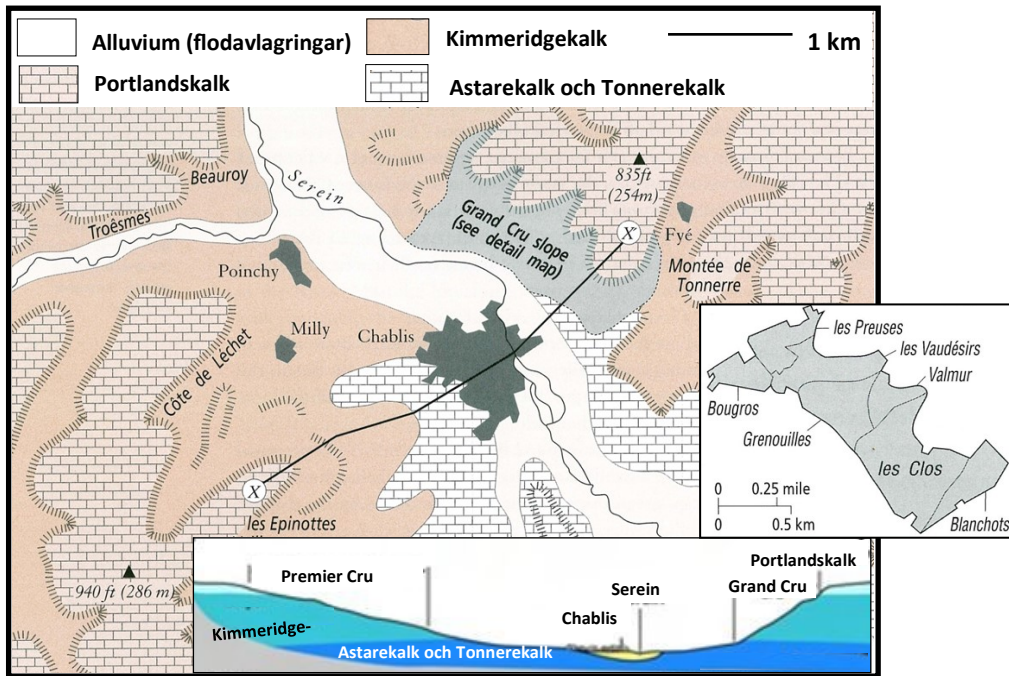 Alluvium (flodavlagringar)
Kimmeridgekalk
1 km
Portlandskalk
Astarekalk och Tonnerekalk
Beauroy
Troêsmes
Serein
835ft
(254m)
Grand Cru slope
(see detail map)
X'
Fyé
Montée de
Tonnerre
Poinchy
Milly
Chablis
Côte de Léchet
X
les Epinottes
940 ft (286 m)
les Preuses
les Vaudésirs
Valmur
Bougros
Grenouilles
les Clos
Blanchots
0 0.25 mile
0 0.5 km
Portlandskalk
Premier Cru
Serein
Grand Cru
Chablis
Kimmeridge-
Astarekalk och Tonnerekalk